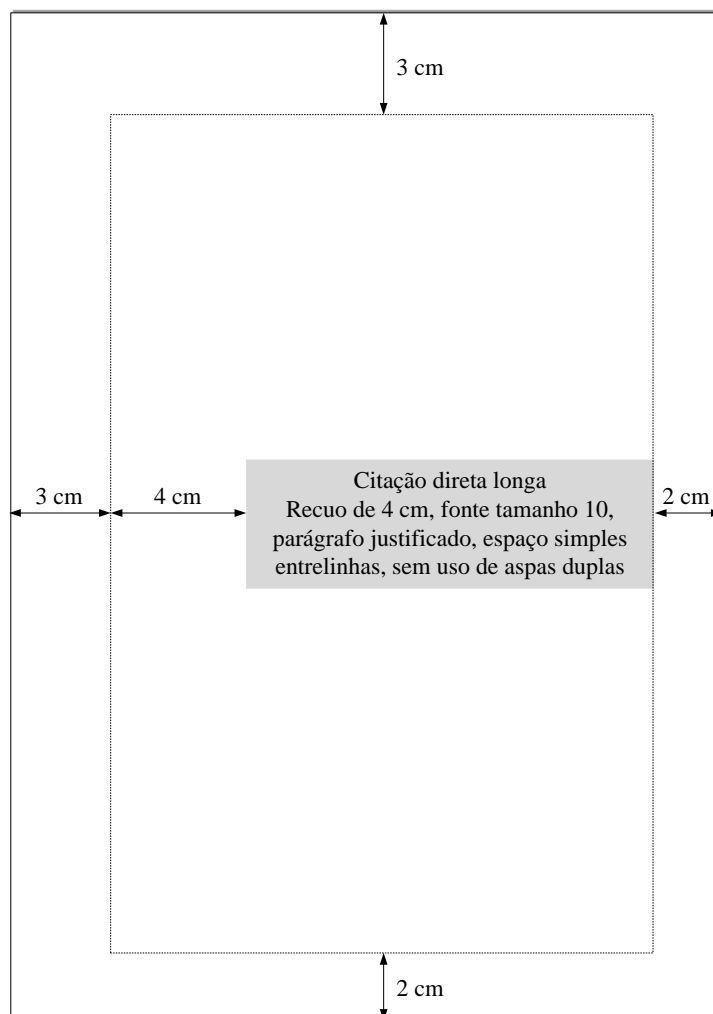 3 cm
Citação direta longa
3 cm
4 cm
Recuo de 4 cm, fonte tamanho 10,
2 cm
parágrafo justificado, espaço simples
entrelinhas, sem uso de aspas duplas
2 cm